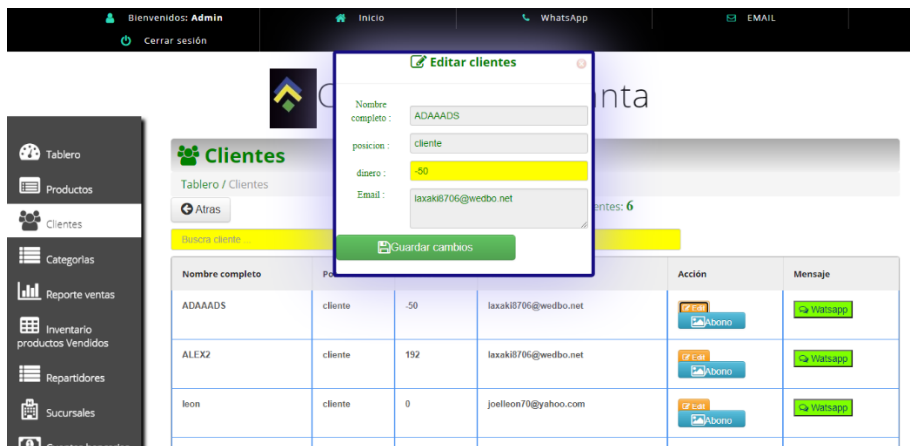 Bienvenidos: Admin
Inicio
WhatsApp
EMAIL
Cerrar sesión
Editar clientes
Nombre completo :
ADAAADS
posicion :
cliente
dinero :
-50
Email :
laxaki8706@wedbo.net
Guardar cambios
nta
Tablero
Productos
Clientes
Categorias
Reporte ventas
Inventario
productos Vendidos
Repartidores
Sucursales
Clientes
Tablero / Clientes
Atras
entes: 6
Buscra cliente ...
Nombre completo
Po
Acción
Mensaje
ADAAADS
cliente
-50
laxaki8706@wedbo.net
Edit
Abono
Watsapp
ALEX2
cliente
192
laxaki8706@wedbo.net
Edit
Abono
Watsapp
leon
cliente
0
joelleon70@yahoo.com
Edit
Abono
Watsapp